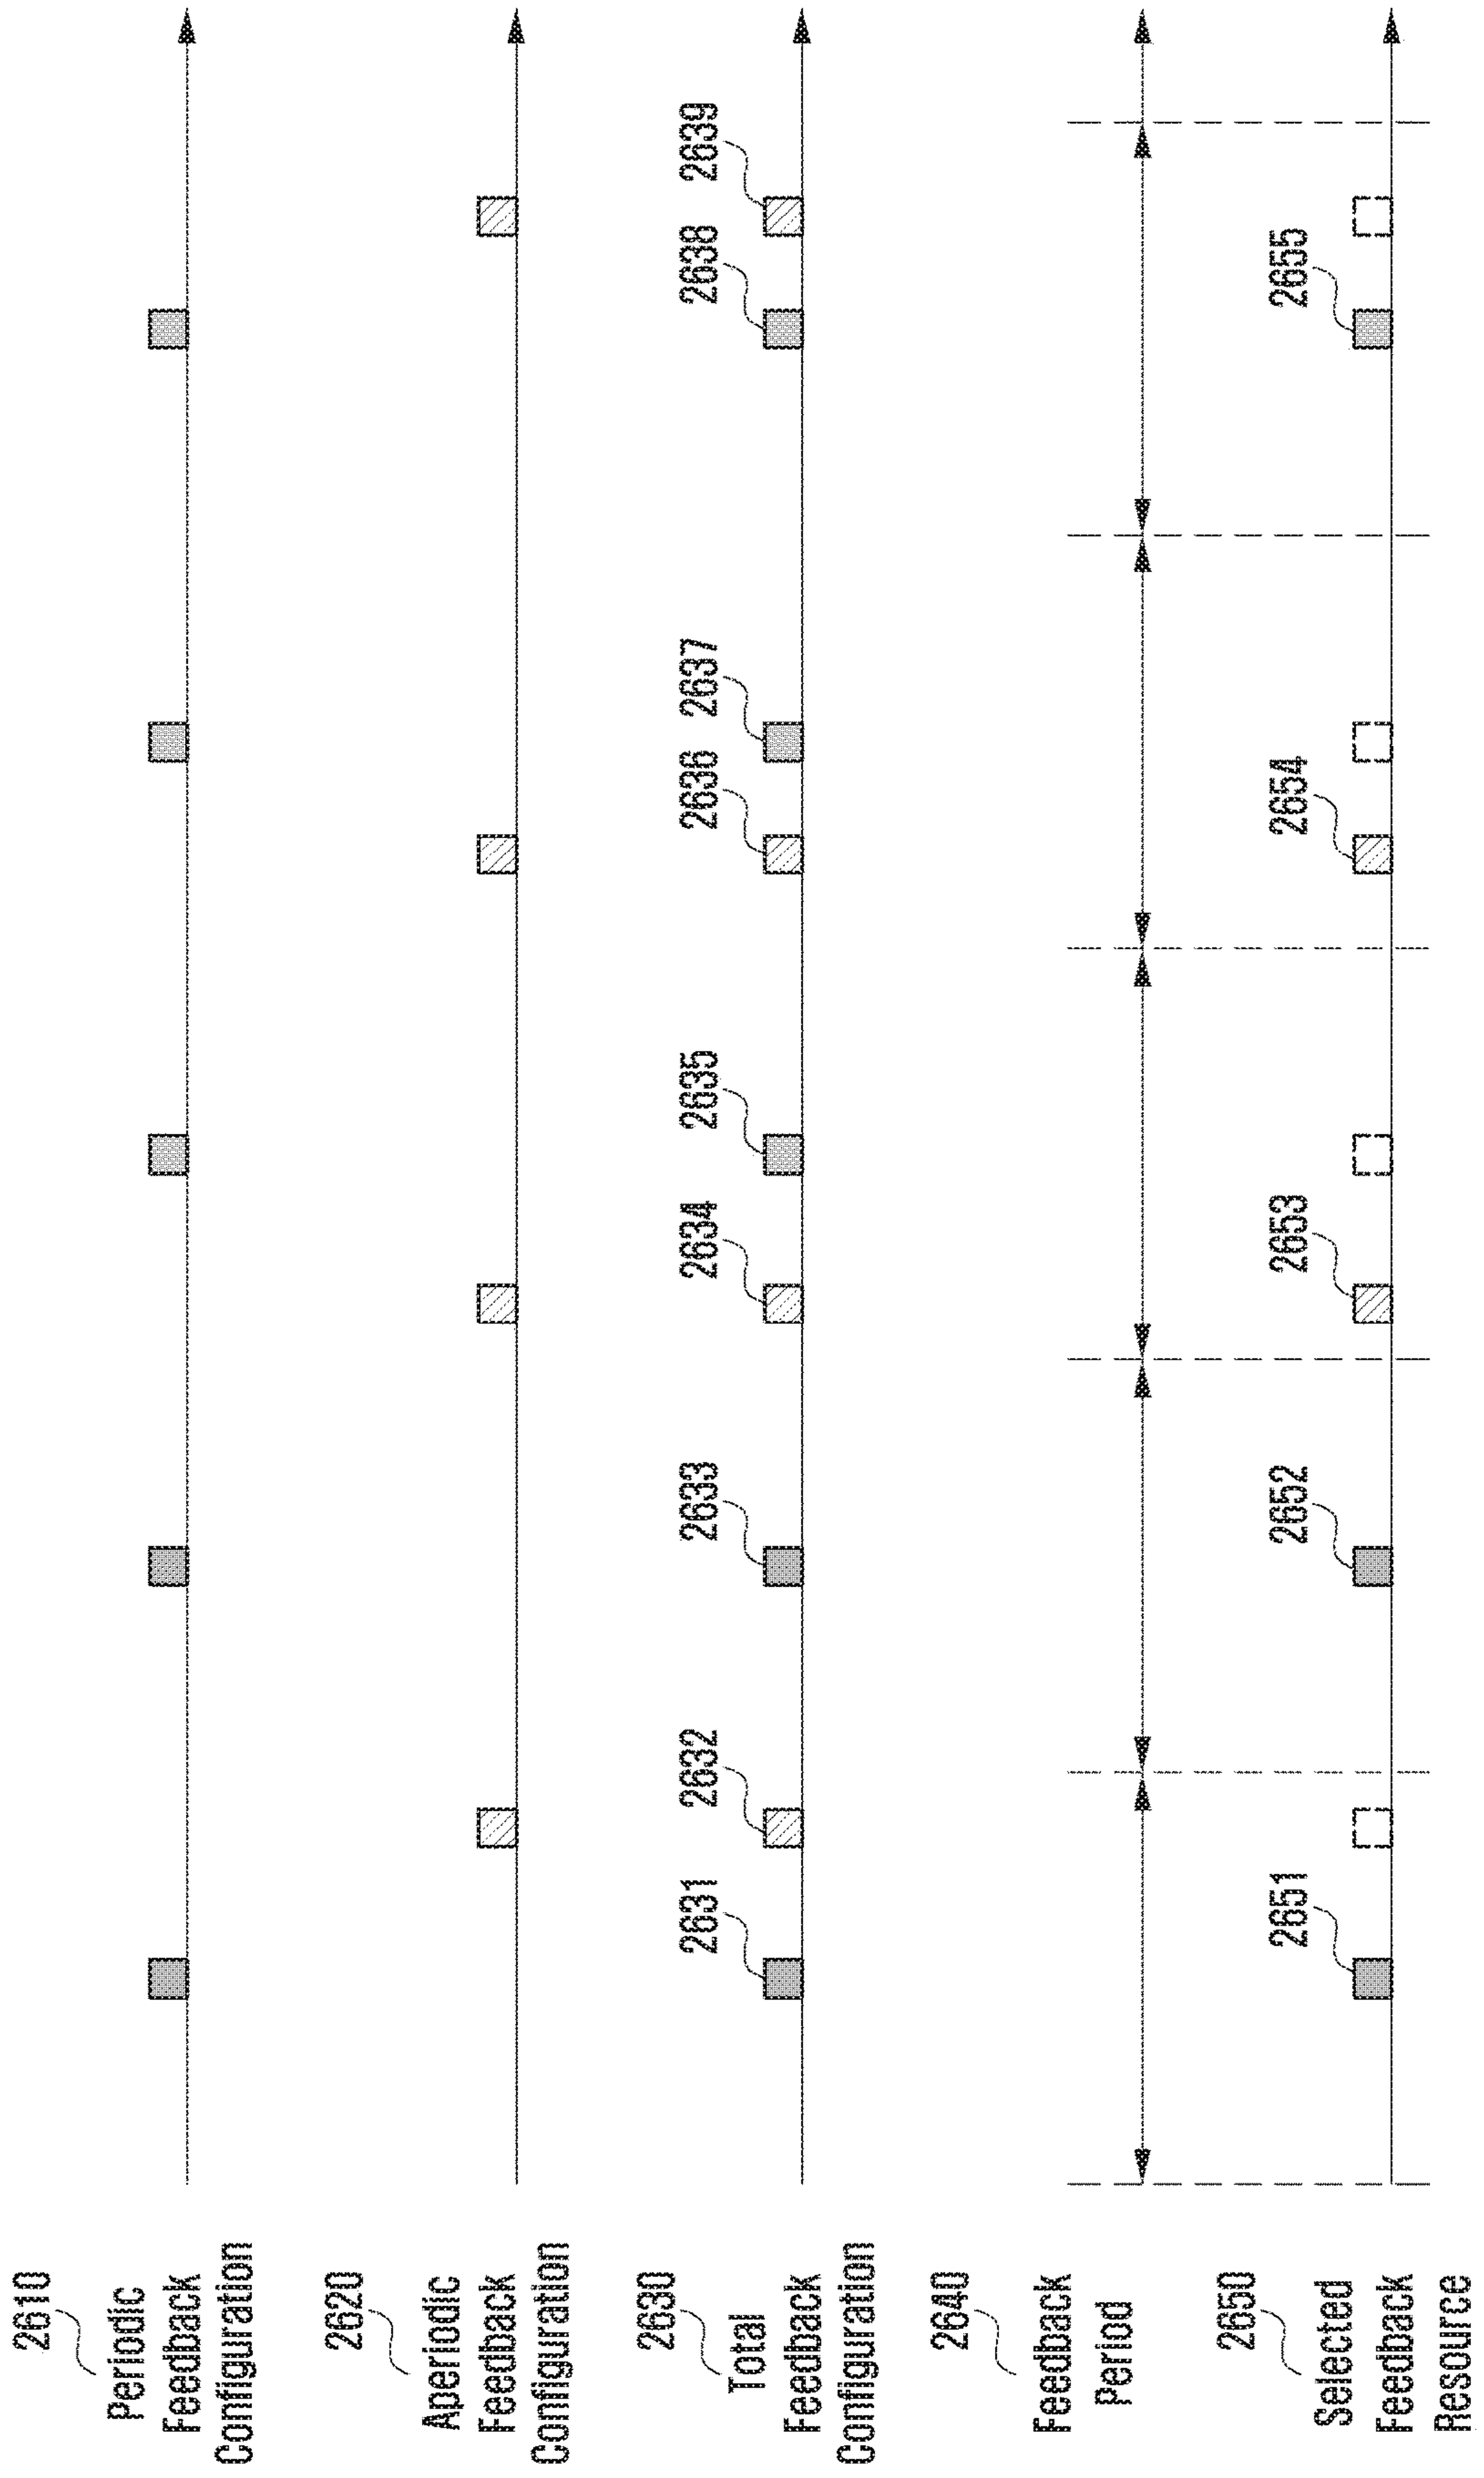 2610
Periodic
Feedback
Configuration
2620
Aperiodic
Feedback
Configuration
2630
Total
Feedback
Configuration
2631
2632
2633
2634
2635
2636
2637
2638
2639
2640
Feedback
Period
2650
Selected
Feedback
Resource
2651
2652
2653
2654
2655